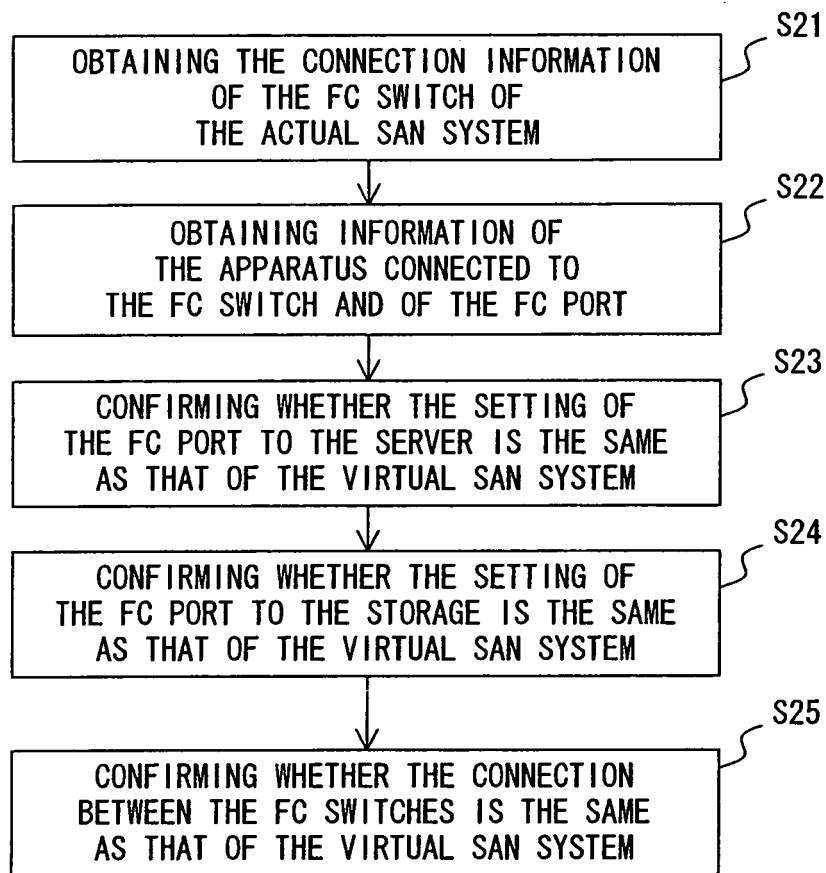 S21
OBTAINING THE CONNECTION INFORMATION
OF THE FC SWITCH OF
THE ACTUAL SAN SYSTEM
S22
OBTAINING INFORMATION OF
THE APPARATUS CONNECTED TO
THE FC SWITCH AND OF THE FC PORT
S23
CONFIRMING WHETHER THE SETTING OF
THE FC PORT TO THE SERVER IS THE SAME
AS THAT OF THE VIRTUAL SAN SYSTEM
S24
CONFIRMING WHETHER THE SETTING OF
THE FC PORT TO THE STORAGE IS THE SAME
AS THAT OF THE VIRTUAL SAN SYSTEM
S25
CONFIRMING WHETHER THE CONNECTION
BETWEEN THE FC SWITCHES IS THE SAME
AS THAT OF THE VIRTUAL SAN SYSTEM